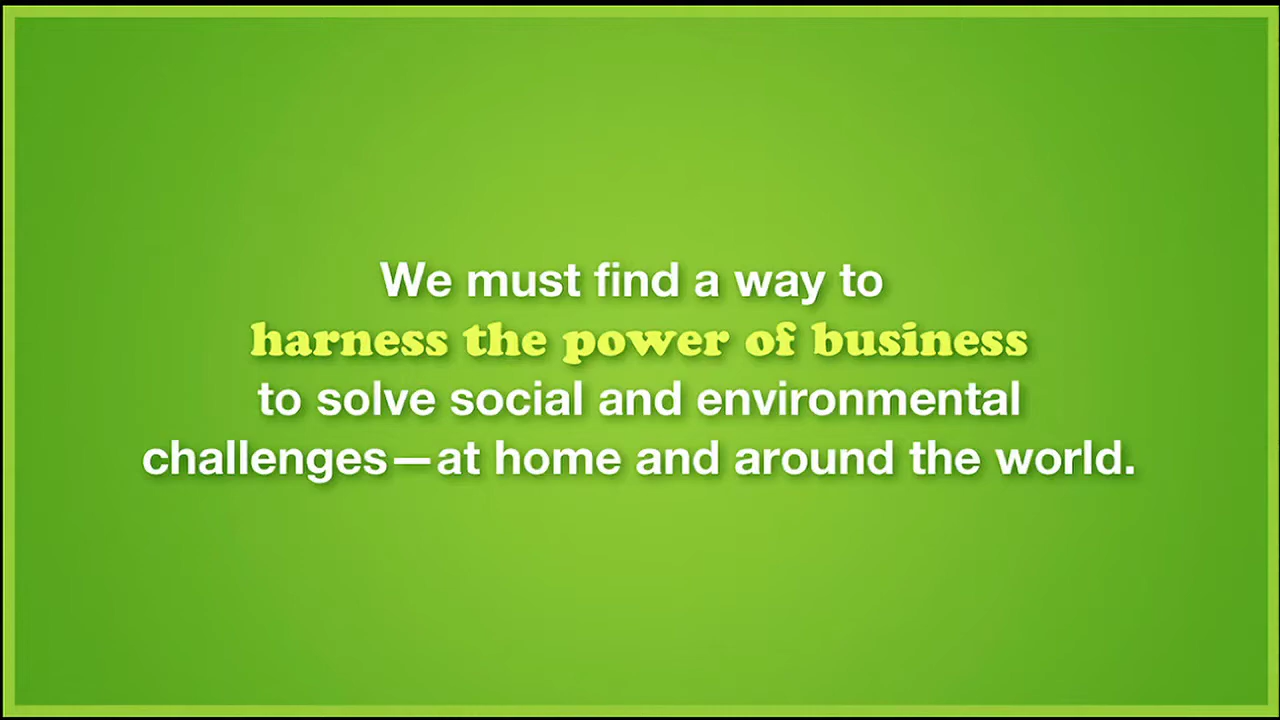 We must find a way to
harness the power of business
to solve social and environmental
challenges—at home and around the world.